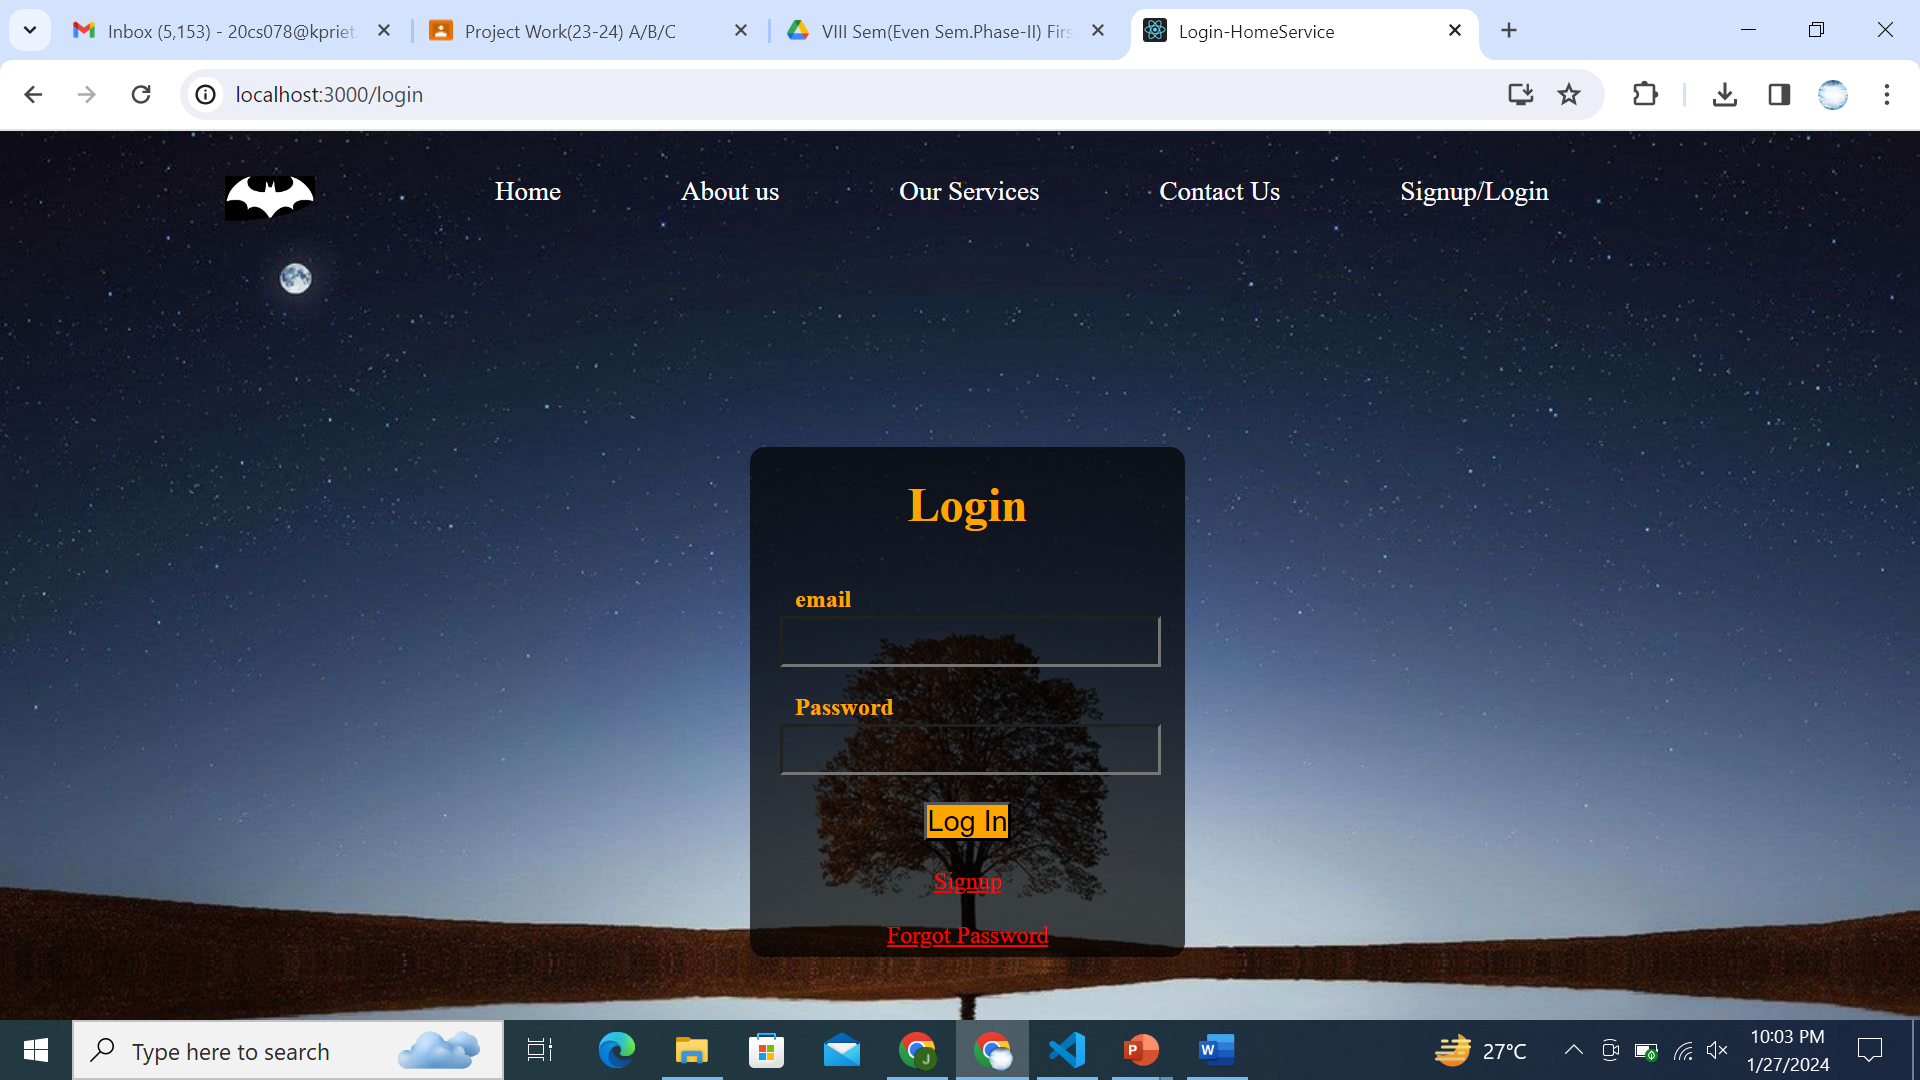 Inbox (5,153) - 20cs078@kpriet.
Project Work(23-24) A/B/C
VIII Sem(Even Sem.Phase-II) Firs
Login-HomeService
localhost:3000/login
Home
About us
Our Services
Contact Us
Signup/Login
Login
email
Password
Log In
Signup
Forgot Password
Type here to search
J
P
W
27°C
10:03 PM
1/27/2024